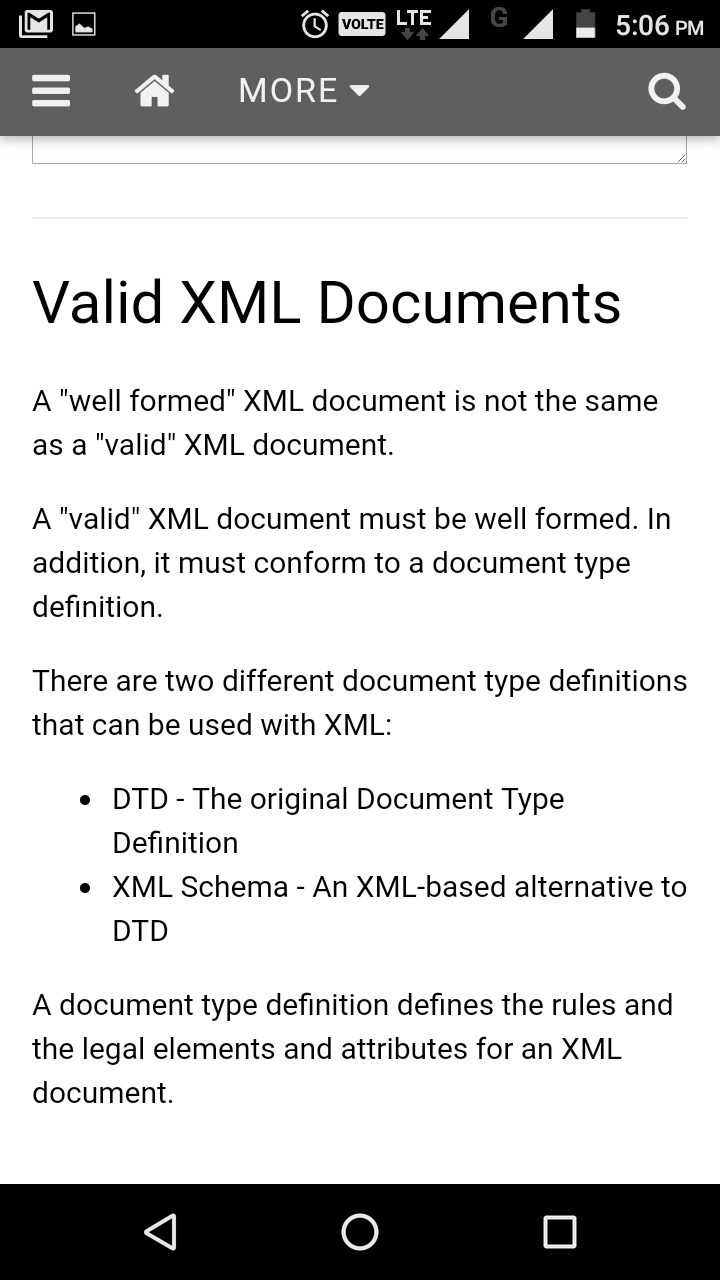 VOLTE LTE G 5:06 PM
MORE
Valid XML Documents
A "well formed" XML document is not the same
as a "valid" XML document.
A "valid" XML document must be well formed. In
addition, it must conform to a document type
definition.
There are two different document type definitions
that can be used with XML:
• DTD - The original Document Type
Definition
• XML Schema - An XML-based alternative to
DTD
A document type definition defines the rules and
the legal elements and attributes for an XML
document.